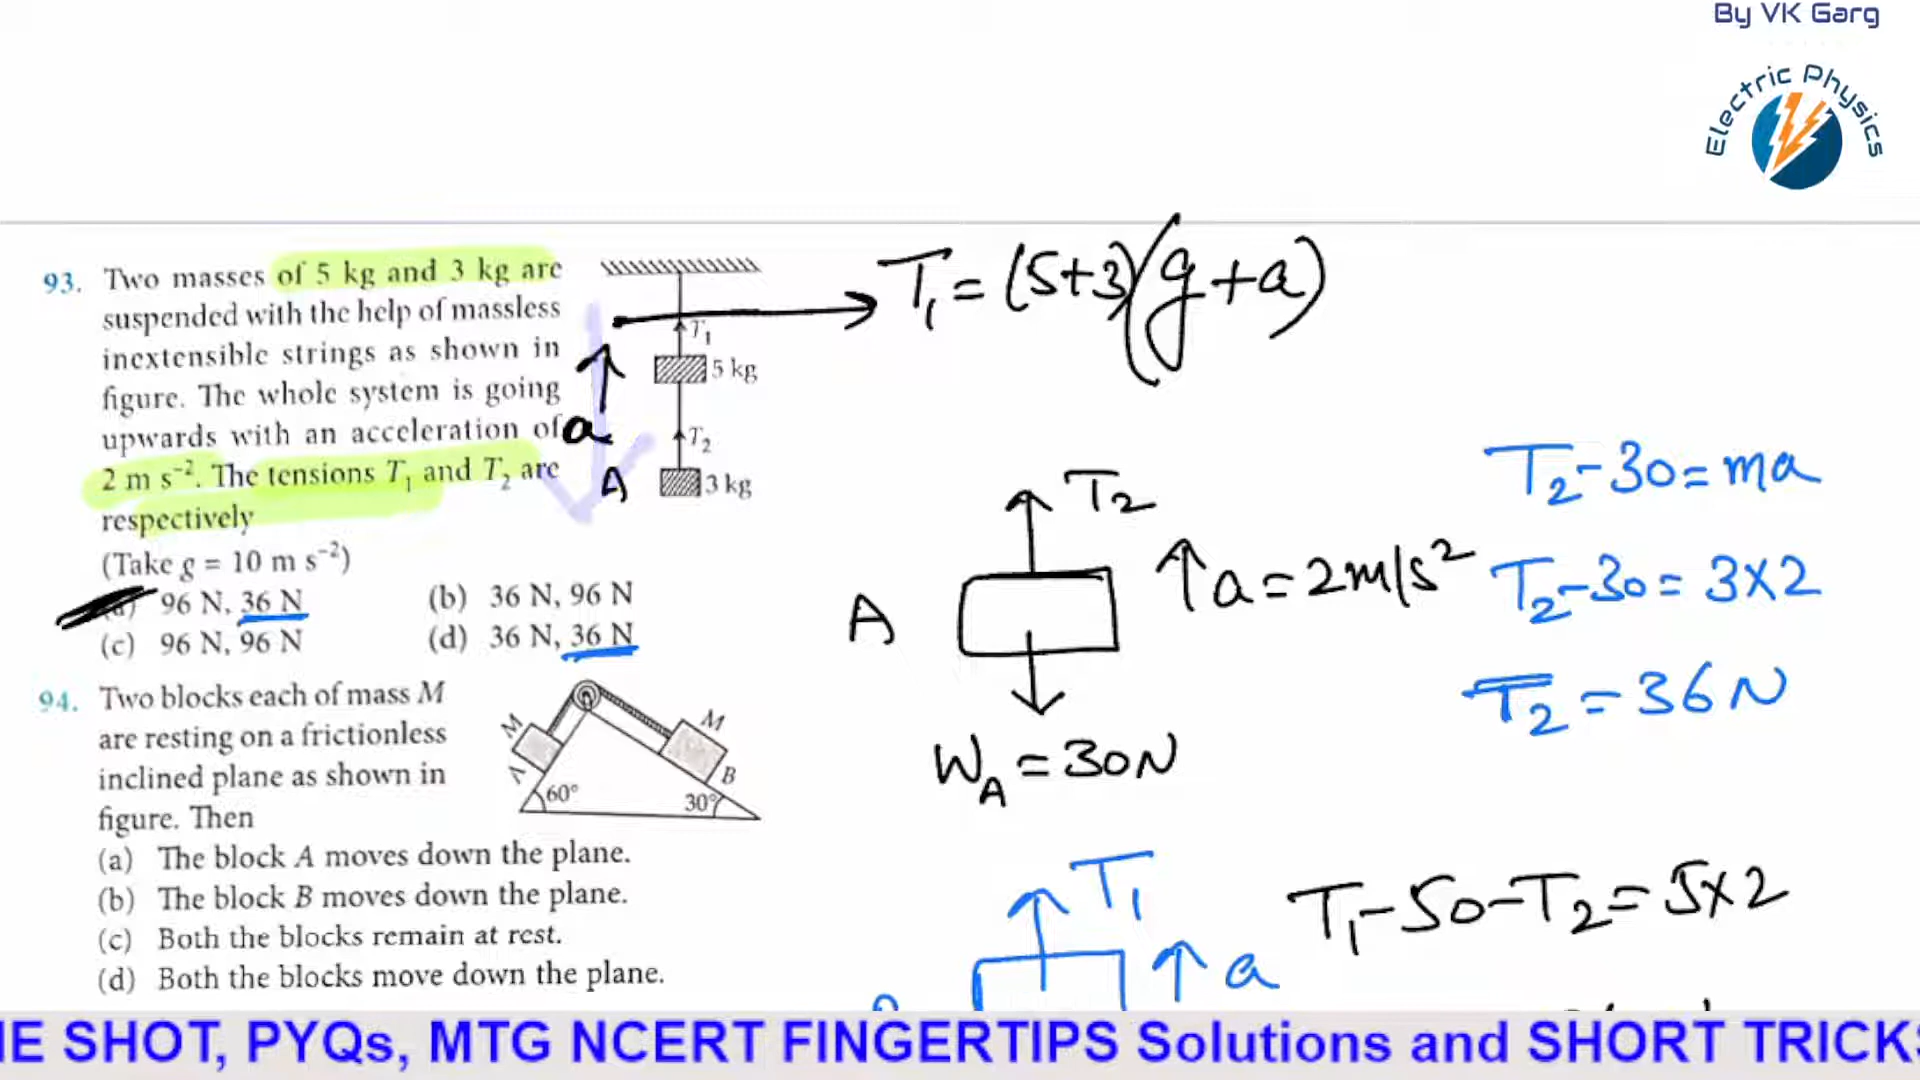 By VK Garg
Electric Physics
93. Two masses of 5 kg and 3 kg are
suspended with the help of massless
inextensible strings as shown in
figure. The whole system is going
upwards with an acceleration of
2 m s⁻². The tensions T₁ and T₂ are
respectively
(Take g = 10 m s⁻²)
96 N, 36 N (b) 36 N, 96 N
(c) 96 N, 96 N (d) 36 N, 36 N
T₁
5 kg
T₂
3 kg
a
A
T₁ = (5+3)(g+a)
T₂
A
↑a = 2m/s²
W_A = 30N
T₂-30 = ma
T₂-30 = 3×2
T₂ = 36N
T₁
↑a
T₁-50-T₂ = 5×2
94. Two blocks each of mass M
are resting on a frictionless
inclined plane as shown in
figure. Then
M
A
M
B
60°
30°
(a) The block A moves down the plane.
(b) The block B moves down the plane.
(c) Both the blocks remain at rest.
(d) Both the blocks move down the plane.
SHOT, PYQs, MTG NCERT FINGERTIPS Solutions and SHORT TRICKS